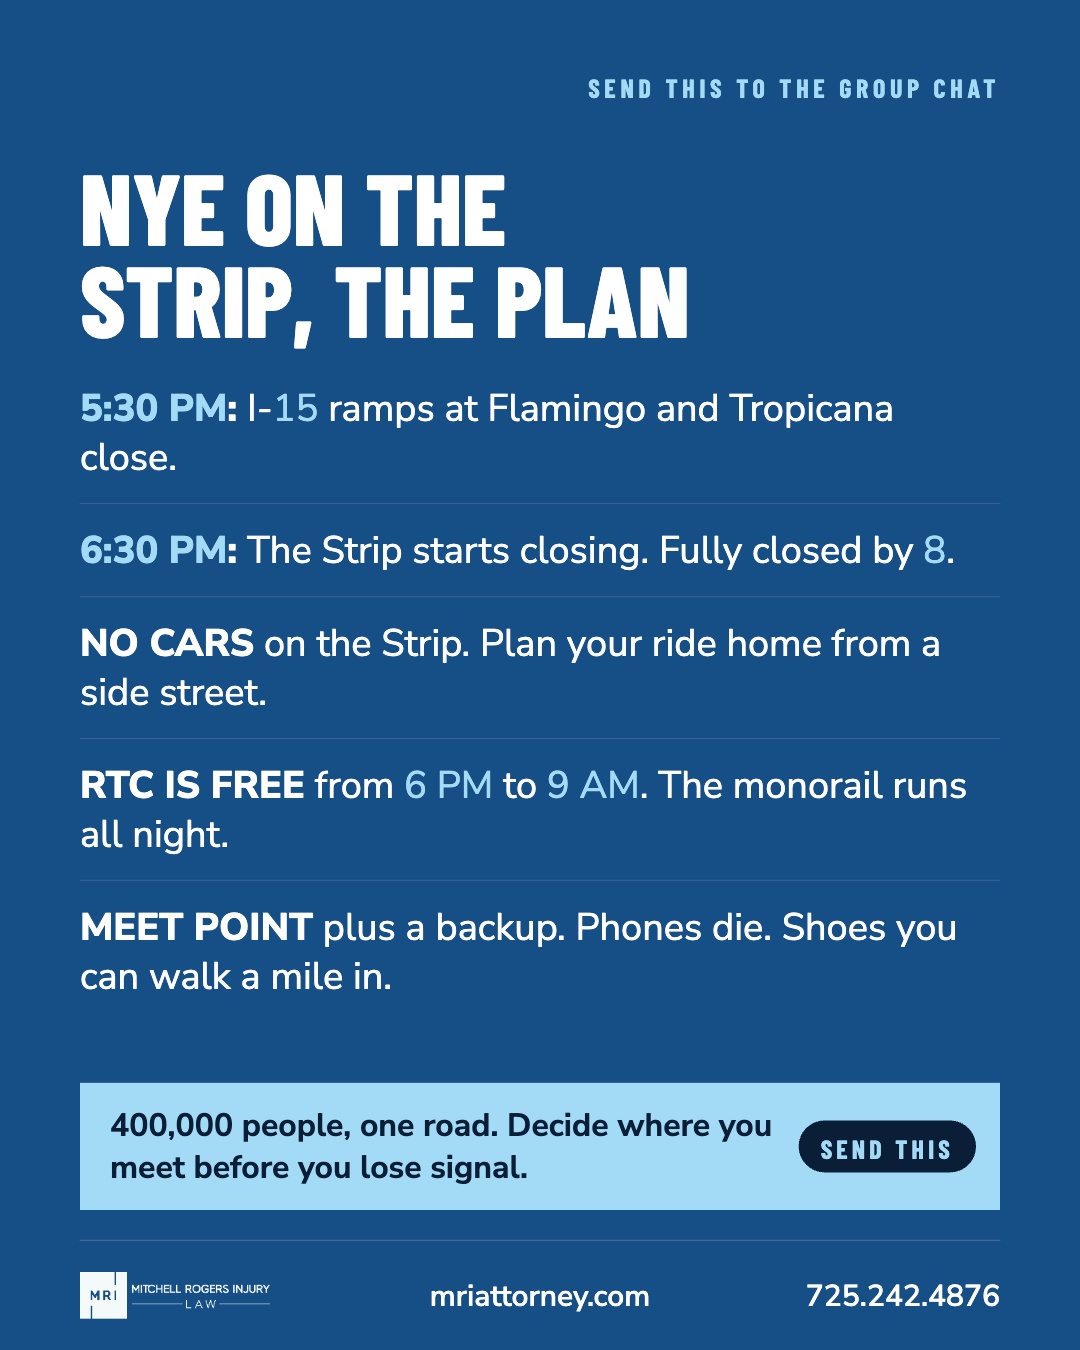 SEND THIS TO THE GROUP CHAT
NYE ON THE
STRIP, THE PLAN
5:30 PM: I-15 ramps at Flamingo and Tropicana
close.
6:30 PM: The Strip starts closing. Fully closed by 8.
NO CARS on the Strip. Plan your ride home from a
side street.
RTC IS FREE from 6 PM to 9 AM. The monorail runs
all night.
MEET POINT plus a backup. Phones die. Shoes you
can walk a mile in.
400,000 people, one road. Decide where you
meet before you lose signal.
SEND THIS
MRI
MITCHELL ROGERS INJURY
LAW
mriattorney.com
725.242.4876